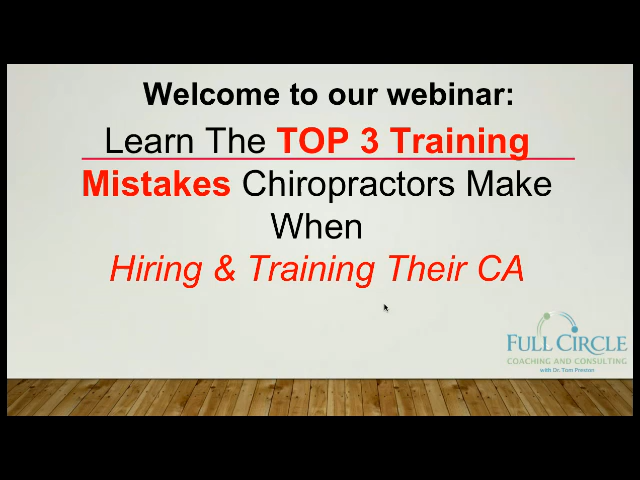 Welcome to our webinar:
Learn The TOP 3 Training
Mistakes Chiropractors Make
When
Hiring & Training Their CA
FULL CIRCLE
COACHING AND CONSULTING
with Dr. Tom Preston